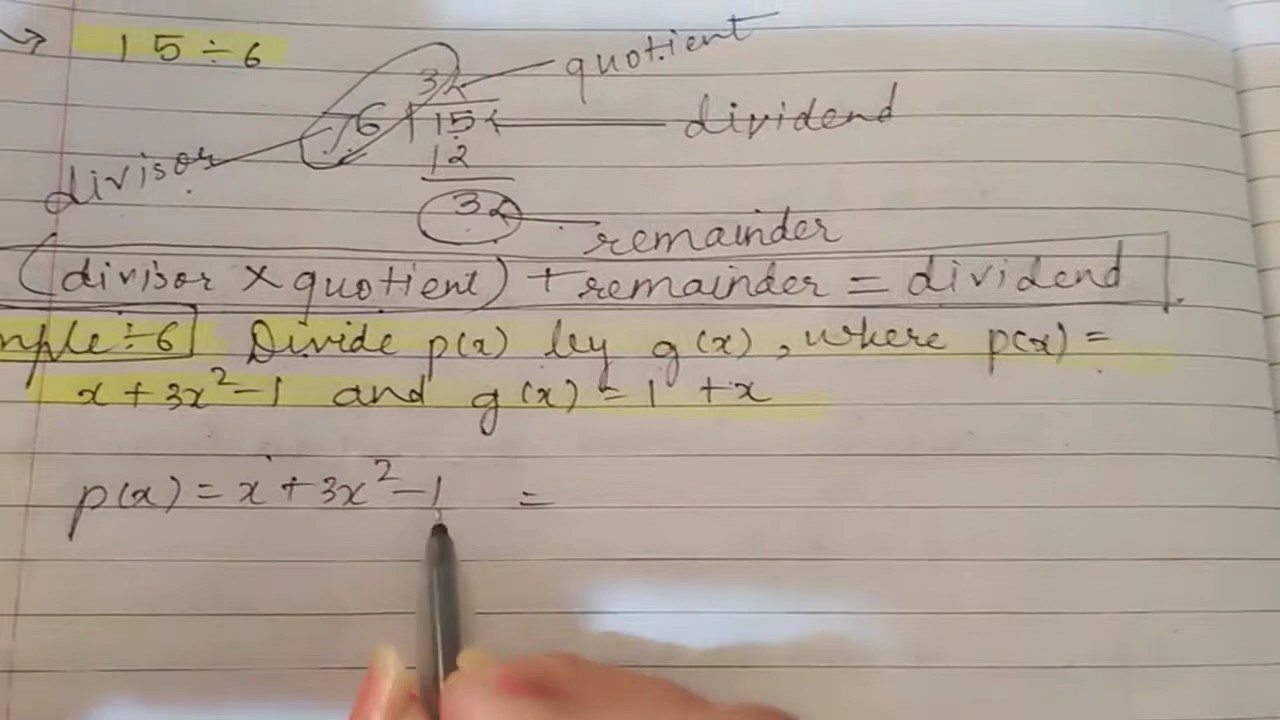 → 15 ÷ 6
3 ← quotient
6 15 ← dividend
divisor 12
3 ← remainder
(divisor × quotient) + remainder = dividend
mple÷6 Divide p(x) by g(x), where p(x) =
x + 3x² - 1 and g(x) = 1 + x
p(x) = x + 3x² - 1 =